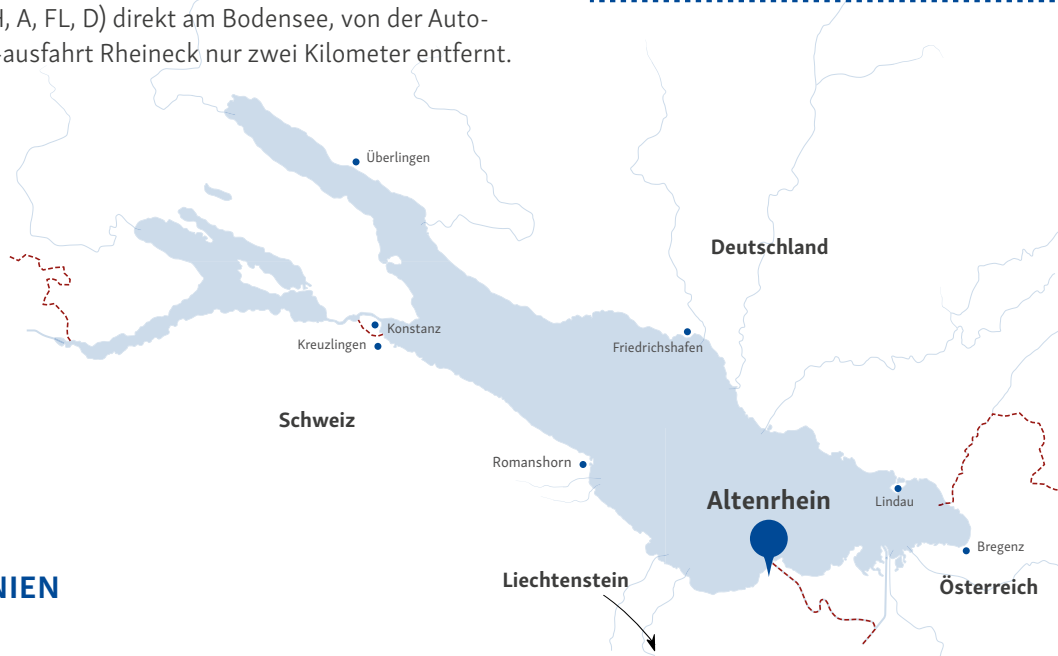 H, A, FL, D) direkt am Bodensee, von der Auto-
-ausfahrt Rheineck nur zwei Kilometer entfernt.
Überlingen
Deutschland
Konstanz
Kreuzlingen
Friedrichshafen
Schweiz
Romanshorn
Altenrhein
Lindau
Bregenz
Liechtenstein
Österreich
NIEN